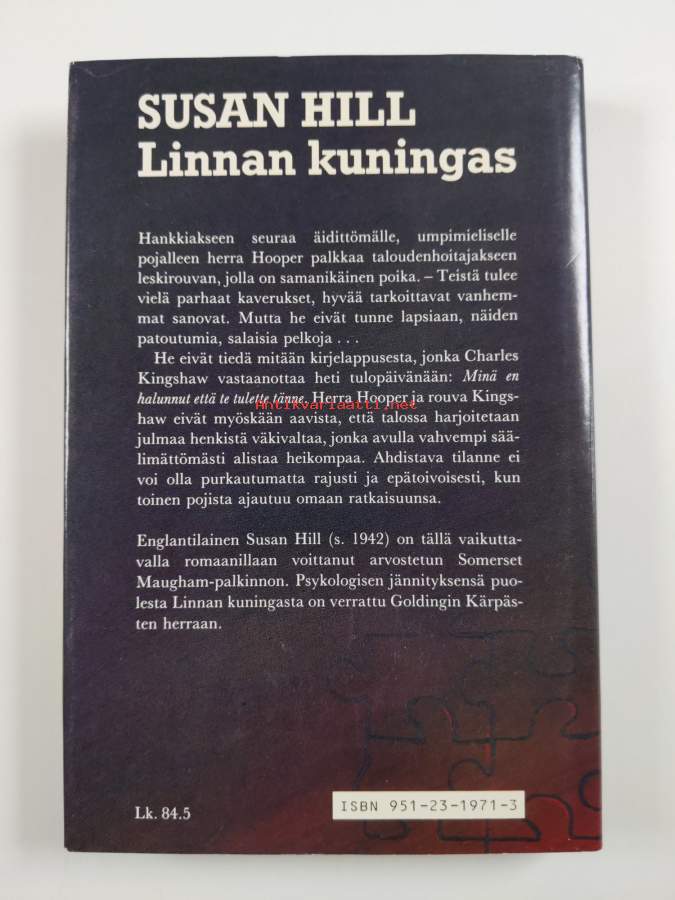 SUSAN HILL
Linnan kuningas
Hankkiakseen seuraa äidittömälle, umpimieliselle
pojalleen herra Hooper palkkaa taloudenhoitajakseen
leskirouvan, jolla on samanikäinen poika. – Teistä tulee
vielä parhaat kaverukset, hyvää tarkoittavat vanhem-
mat sanovat. Mutta he eivät tunne lapsiaan, näiden
patoutumia, salaisia pelkoja . . .
He eivät tiedä mitään kirjelappusesta, jonka Charles
Kingshaw vastaanottaa heti tulopäivänään: Minä en
halunnut että te tulette tänne. Herra Hooper ja rouva Kings-
Antikvariaatti.net
haw eivät myöskään aavista, että talossa harjoitetaan
julmaa henkistä väkivaltaa, jonka avulla vahvempi sää-
limättömästi alistaa heikompaa. Ahdistava tilanne ei
voi olla purkautumatta rajusti ja epätoivoisesti, kun
toinen pojista ajautuu omaan ratkaisuunsa.
Englantilainen Susan Hill (s. 1942) on tällä vaikutta-
valla romaanillaan voittanut arvostetun Somerset
Maugham-palkinnon. Psykologisen jännityksensä puo-
lesta Linnan kuningasta on verrattu Goldingin Kärpäs-
ten herraan.
Lk. 84.5
ISBN 951-23-1971-3